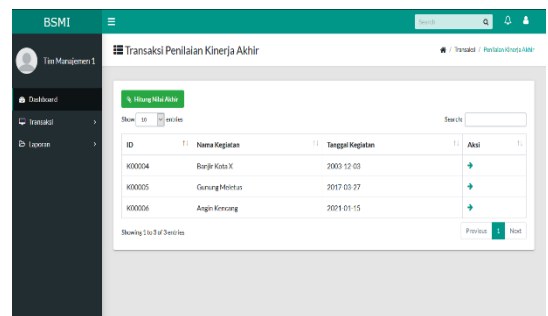 BSMI
Search
Tim Manajemen 1
Transaksi Penilaian Kinerja Akhir
/ Transaksi / Penilaian Kinerja Akhir
Dashboard
Transaksi
Laporan
Hitung Nilai Akhir
Show 10 entries
Search:
ID Nama Kegiatan Tanggal Kegiatan Aksi
K00004 Banjir Kota X 2003-12-03
K00005 Gunung Meletus 2017-03-27
K00006 Angin Kencang 2021-01-15
Showing 1 to 3 of 3 entries
Previous 1 Next